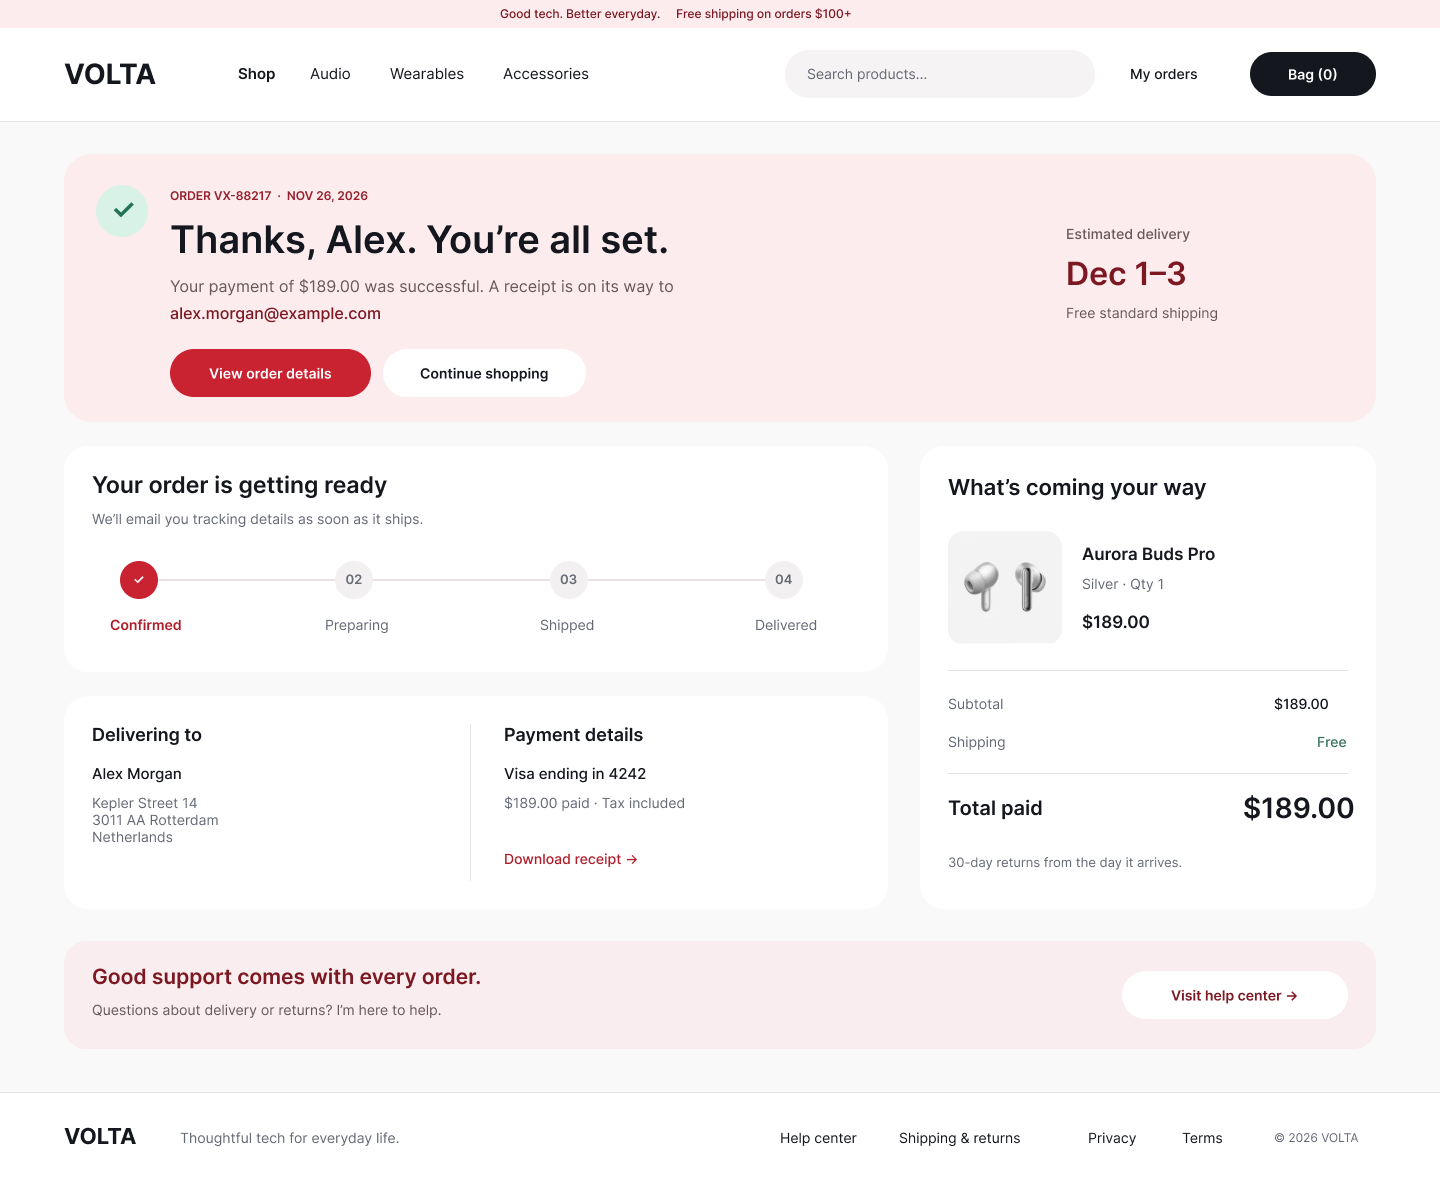 Good tech. Better everyday. Free shipping on orders $100+
VOLTA Shop Audio Wearables Accessories Search products... My orders Bag (0)
ORDER VX-88217 · NOV 26, 2026
Thanks, Alex. You’re all set.
Your payment of $189.00 was successful. A receipt is on its way to
alex.morgan@example.com
View order details Continue shopping
Estimated delivery
Dec 1–3
Free standard shipping
Your order is getting ready
We’ll email you tracking details as soon as it ships.
02 03 04
Confirmed Preparing Shipped Delivered
Delivering to
Alex Morgan
Kepler Street 14
3011 AA Rotterdam
Netherlands
Payment details
Visa ending in 4242
$189.00 paid · Tax included
Download receipt →
What’s coming your way
Aurora Buds Pro
Silver · Qty 1
$189.00
Subtotal $189.00
Shipping Free
Total paid $189.00
30-day returns from the day it arrives.
Good support comes with every order.
Questions about delivery or returns? I’m here to help.
Visit help center →
VOLTA Thoughtful tech for everyday life. Help center Shipping & returns Privacy Terms © 2026 VOLTA